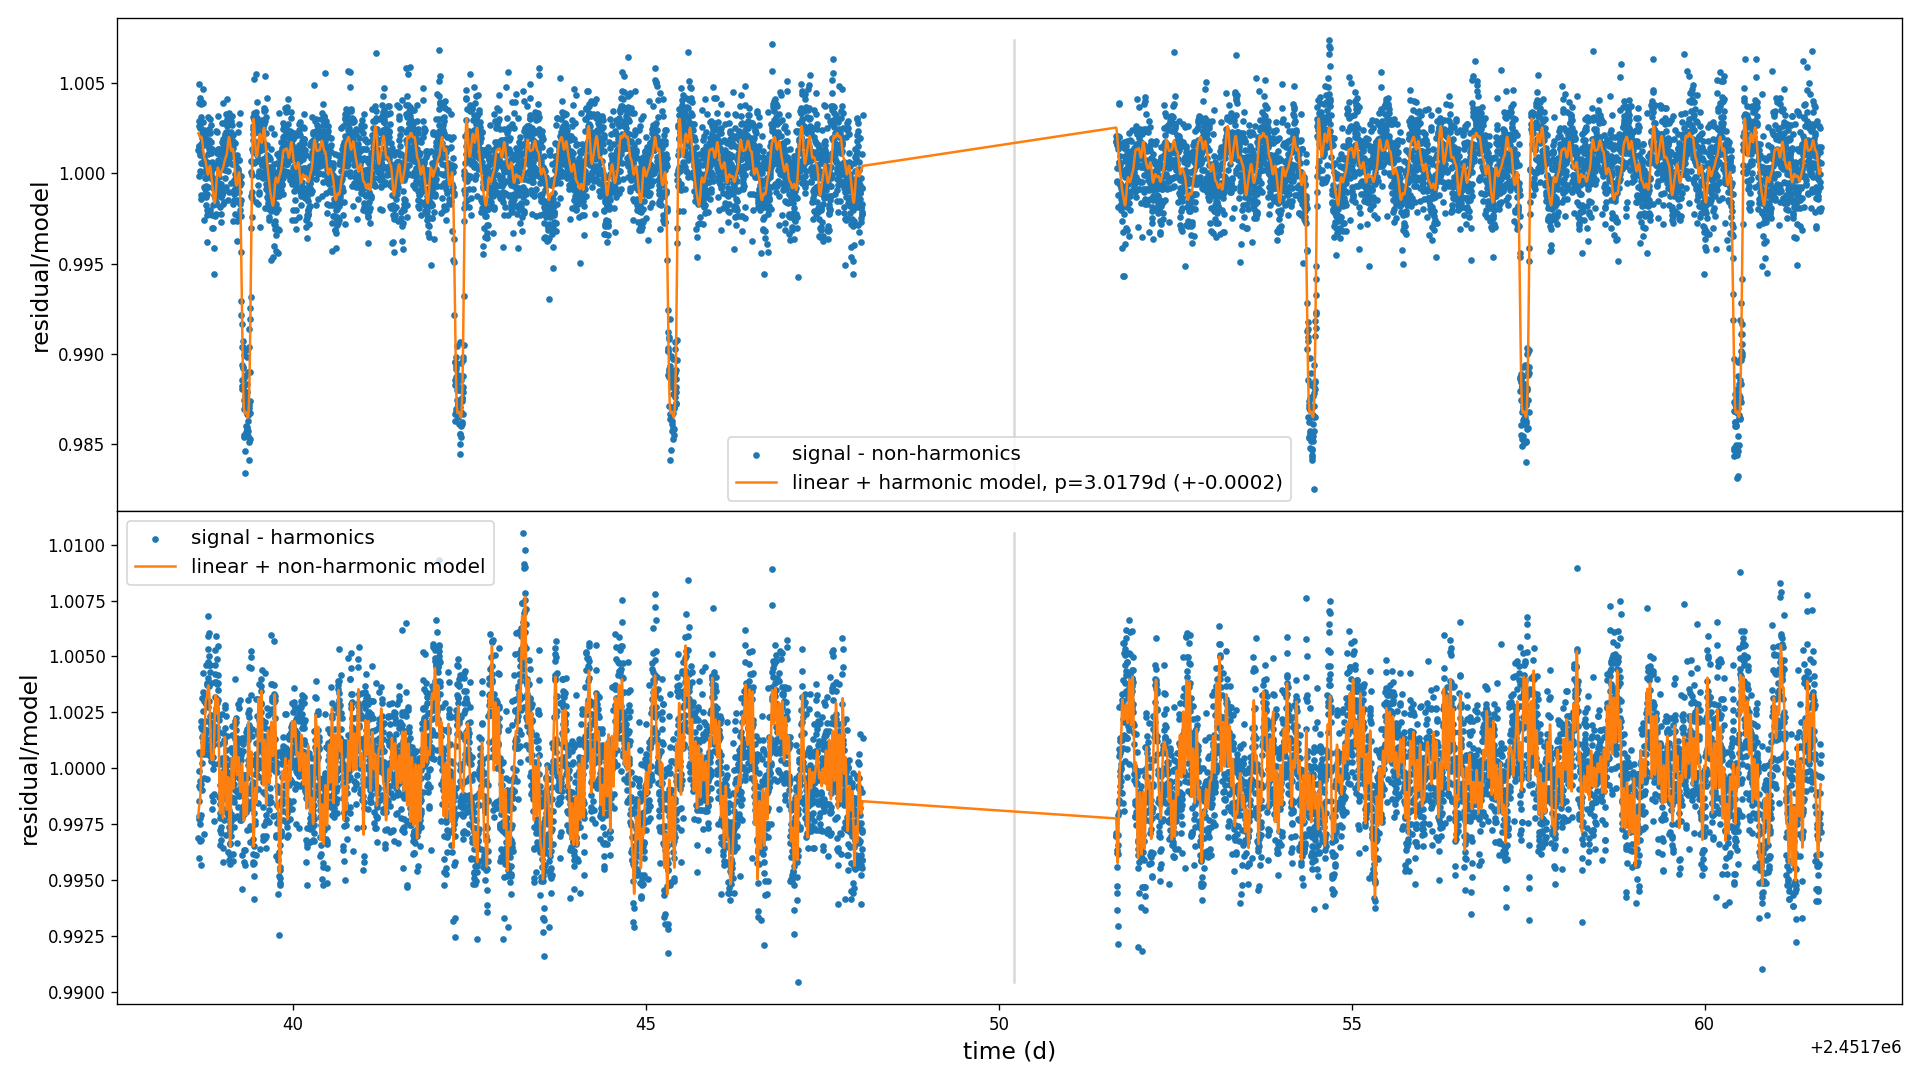 1.005
1.000
0.995
0.990
0.985
residual/model
signal - non-harmonics
linear + harmonic model, p=3.0179d (+-0.0002)
signal - harmonics
linear + non-harmonic model
1.0100
1.0075
1.0050
1.0025
1.0000
0.9975
0.9950
0.9925
0.9900
residual/model
40 45 50 55 60
time (d)
+2.4517e6